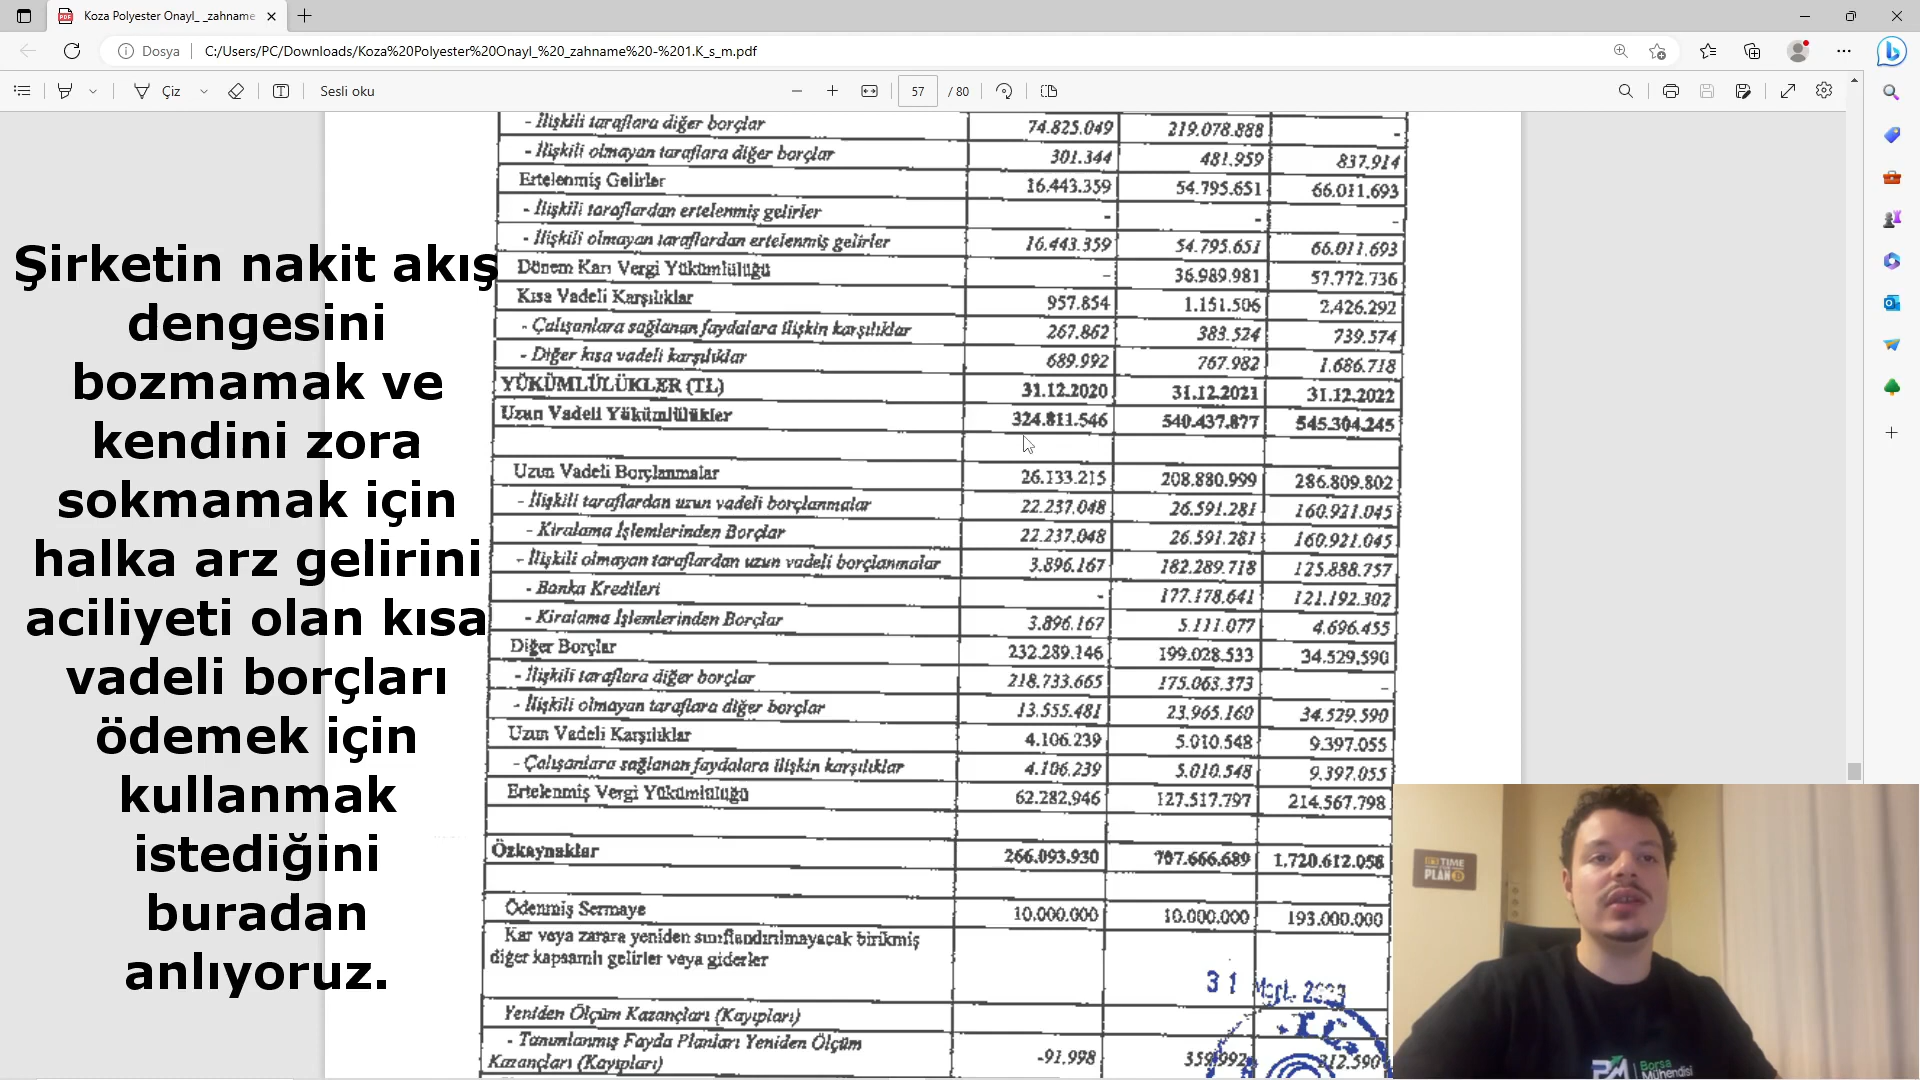 Koza Polyester Onayl_ _zahname
Dosya
C:/Users/PC/Downloads/Koza%20Polyester%20Onayl_%20_zahname%20-%201.K_s_m.pdf
Çiz
Sesli oku
57 / 80
- İlişkili taraflara diğer borçlar 74.825.049 219.078.888 -
- İlişkili olmayan taraflara diğer borçlar 301.344 481.959 837.914
Ertelenmiş Gelirler 16.443.359 54.795.651 66.011.693
- İlişkili taraflardan ertelenmiş gelirler - - -
- İlişkili olmayan taraflardan ertelenmiş gelirler 16.443.359 54.795.651 66.011.693
Dönem Karı Vergi Yükümlülüğü - 36.989.981 57.772.736
Kısa Vadeli Karşılıklar 957.854 1.151.506 2.426.292
- Çalışanlara sağlanan faydalara ilişkin karşılıklar 267.862 383.524 739.574
- Diğer kısa vadeli karşılıklar 689.992 767.982 1.686.718
YÜKÜMLÜLÜKLER (TL) 31.12.2020 31.12.2021 31.12.2022
Uzun Vadeli Yükümlülükler 324.811.546 540.437.877 545.304.245
Uzun Vadeli Borçlanmalar 26.133.215 208.880.999 286.809.802
- İlişkili taraflardan uzun vadeli borçlanmalar 22.237.048 26.591.281 160.921.045
- Kiralama İşlemlerinden Borçlar 22.237.048 26.591.281 160.921.045
- İlişkili olmayan taraflardan uzun vadeli borçlanmalar 3.896.167 182.289.718 125.888.757
- Banka Kredileri - 177.178.641 121.192.302
- Kiralama İşlemlerinden Borçlar 3.896.167 5.111.077 4.696.455
Diğer Borçlar 232.289.146 199.028.533 34.529.590
- İlişkili taraflara diğer borçlar 218.733.665 175.063.373 -
- İlişkili olmayan taraflara diğer borçlar 13.555.481 23.965.160 34.529.590
Uzun Vadeli Karşılıklar 4.106.239 5.010.548 9.397.055
- Çalışanlara sağlanan faydalara ilişkin karşılıklar 4.106.239 5.010.548 9.397.055
Ertelenmiş Vergi Yükümlülüğü 62.282.946 127.517.797 214.567.798
Özkaynaklar 266.093.930 707.666.689 1.720.612.058
Ödenmiş Sermaye 10.000.000 10.000.000 193.000.000
Kar veya zarara yeniden sınıflandırılmayacak birikmiş
diğer kapsamlı gelirler veya giderler
31 Mart
Yeniden Ölçüm Kazançları (Kayıpları)
- Tanımlanmış Fayda Planları Yeniden Ölçüm
Kazançları (Kayıpları) -91.998 359.992
T.C.
Şirketin nakit akış
dengesini
bozmamak ve
kendini zora
sokmamak için
halka arz gelirini
aciliyeti olan kısa
vadeli borçları
ödemek için
kullanmak
istediğini
buradan
anlıyoruz.
TIME
PLAN B
Borsa
Mühendisi